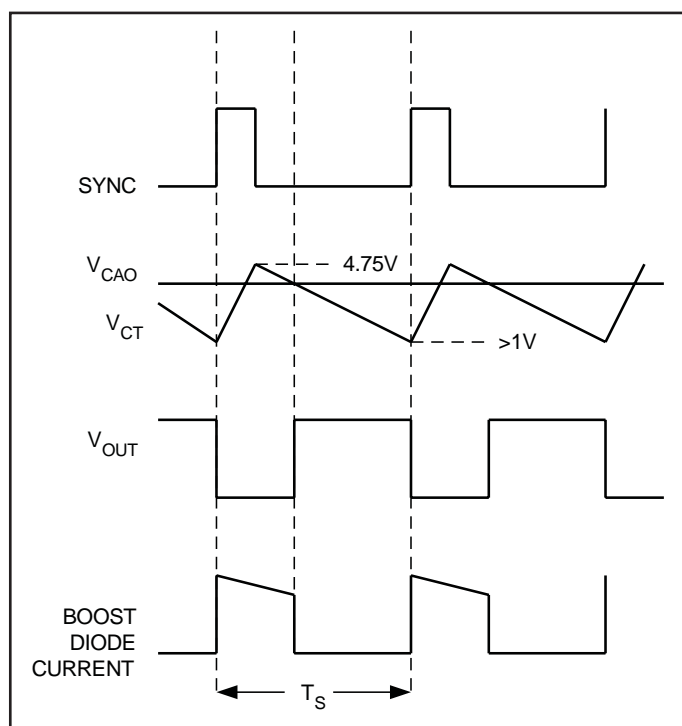 SYNC
V_CAO
4.75V
V_CT
>1V
V_OUT
BOOST
DIODE
CURRENT
T_S